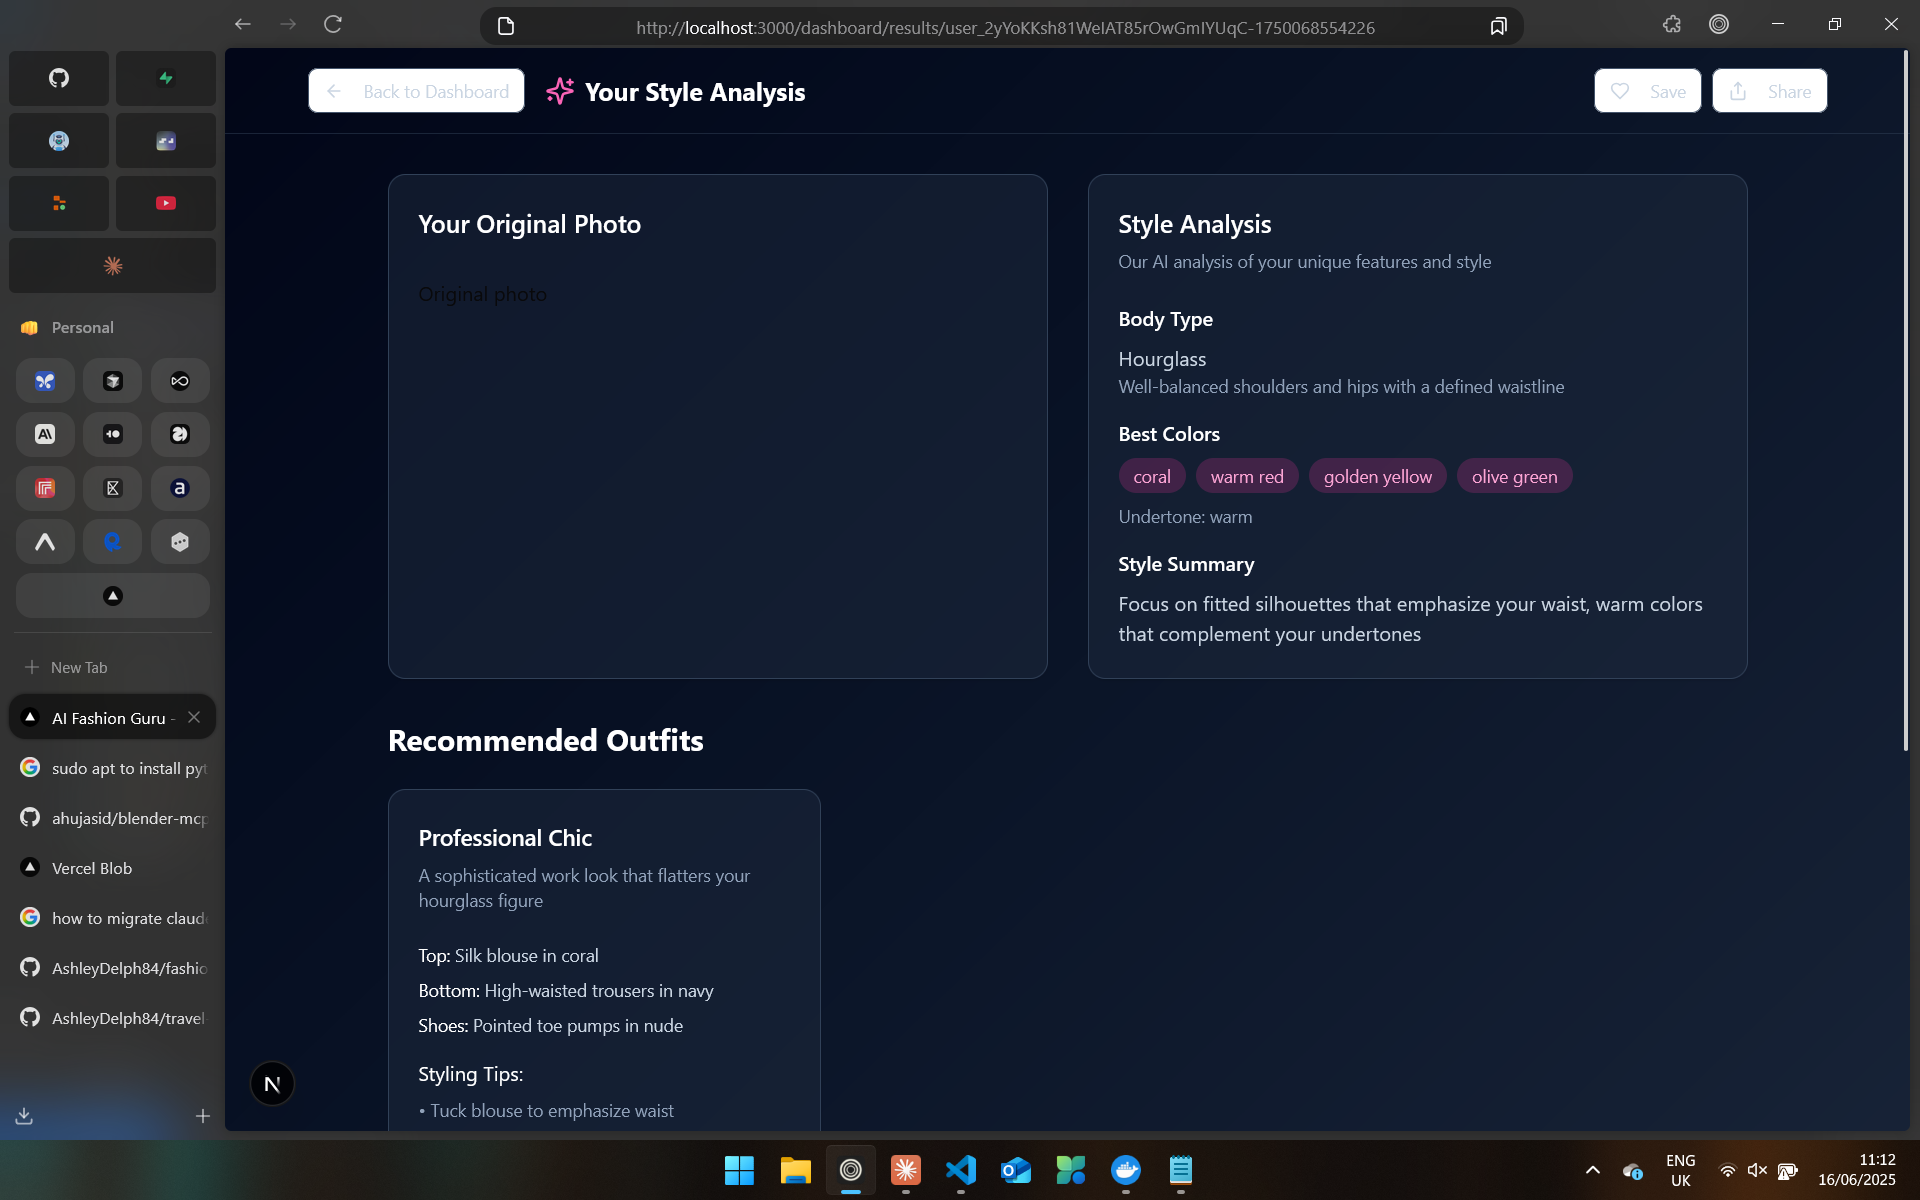 http://localhost:3000/dashboard/results/user_2yYoKKsh81WeIAT85rOwGmIYUqC-1750068554226
Back to Dashboard
Your Style Analysis
Save
Share
Personal
New Tab
AI Fashion Guru -
sudo apt to install pyt
ahujasid/blender-mcp
Vercel Blob
how to migrate claud
AshleyDelph84/fashio
AshleyDelph84/travel
Your Original Photo
Original photo
Style Analysis
Our AI analysis of your unique features and style
Body Type
Hourglass
Well-balanced shoulders and hips with a defined waistline
Best Colors
coral
warm red
golden yellow
olive green
Undertone: warm
Style Summary
Focus on fitted silhouettes that emphasize your waist, warm colors
that complement your undertones
Recommended Outfits
Professional Chic
A sophisticated work look that flatters your
hourglass figure
Top: Silk blouse in coral
Bottom: High-waisted trousers in navy
Shoes: Pointed toe pumps in nude
Styling Tips:
• Tuck blouse to emphasize waist
N
ENG
UK
11:12
16/06/2025